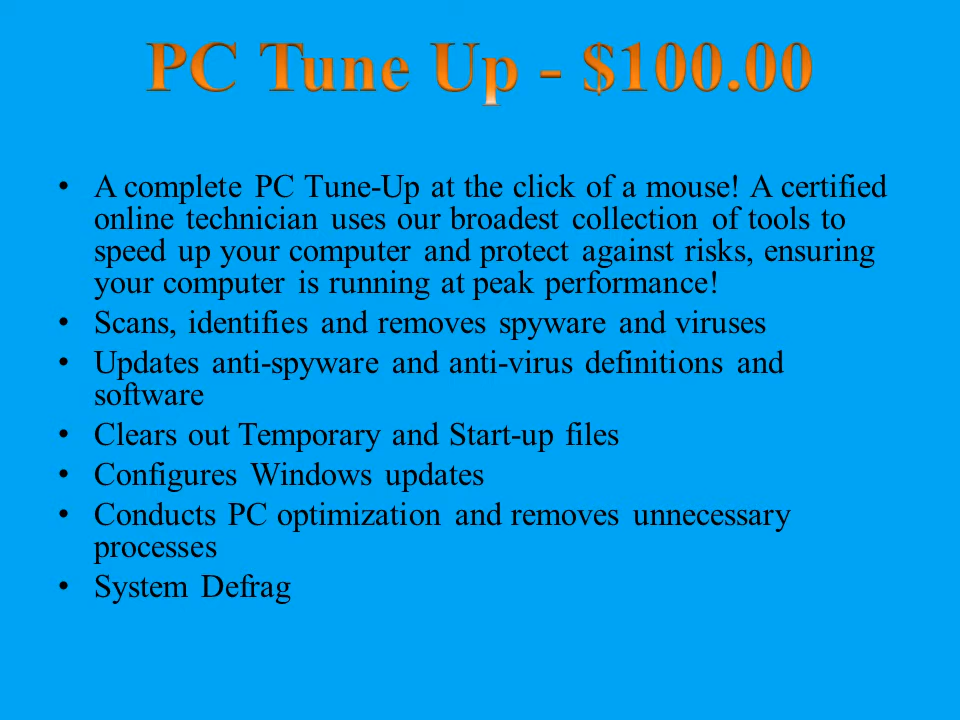 PC Tune Up - $100.00
• A complete PC Tune-Up at the click of a mouse! A certified
online technician uses our broadest collection of tools to
speed up your computer and protect against risks, ensuring
your computer is running at peak performance!
• Scans, identifies and removes spyware and viruses
• Updates anti-spyware and anti-virus definitions and
software
• Clears out Temporary and Start-up files
• Configures Windows updates
• Conducts PC optimization and removes unnecessary
processes
• System Defrag